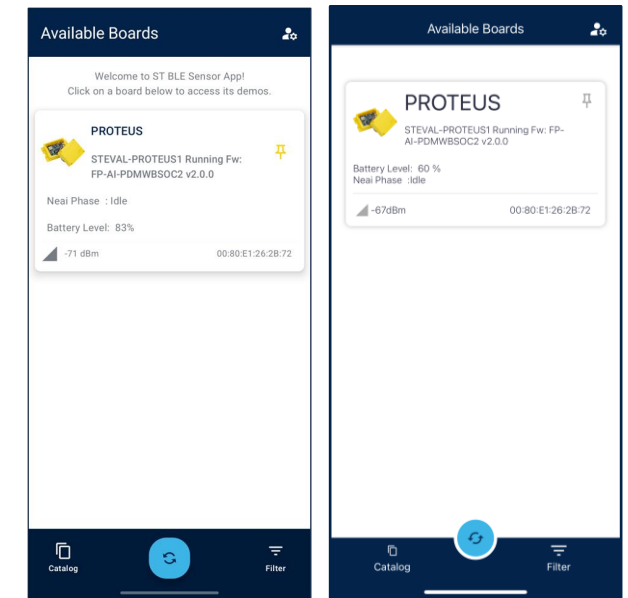 Available Boards
Welcome to ST BLE Sensor App!
Click on a board below to access its demos.
PROTEUS
STEVAL-PROTEUS1 Running Fw:
FP-AI-PDMWBSOC2 v2.0.0
Neai Phase : Idle
Battery Level: 83%
-71 dBm
00:80:E1:26:2B:72
Catalog
Filter
Available Boards
PROTEUS
STEVAL-PROTEUS1 Running Fw: FP-
AI-PDMWBSOC2 v2.0.0
Battery Level: 60 %
Neai Phase :Idle
-67dBm
00:80:E1:26:2B:72
Catalog
Filter